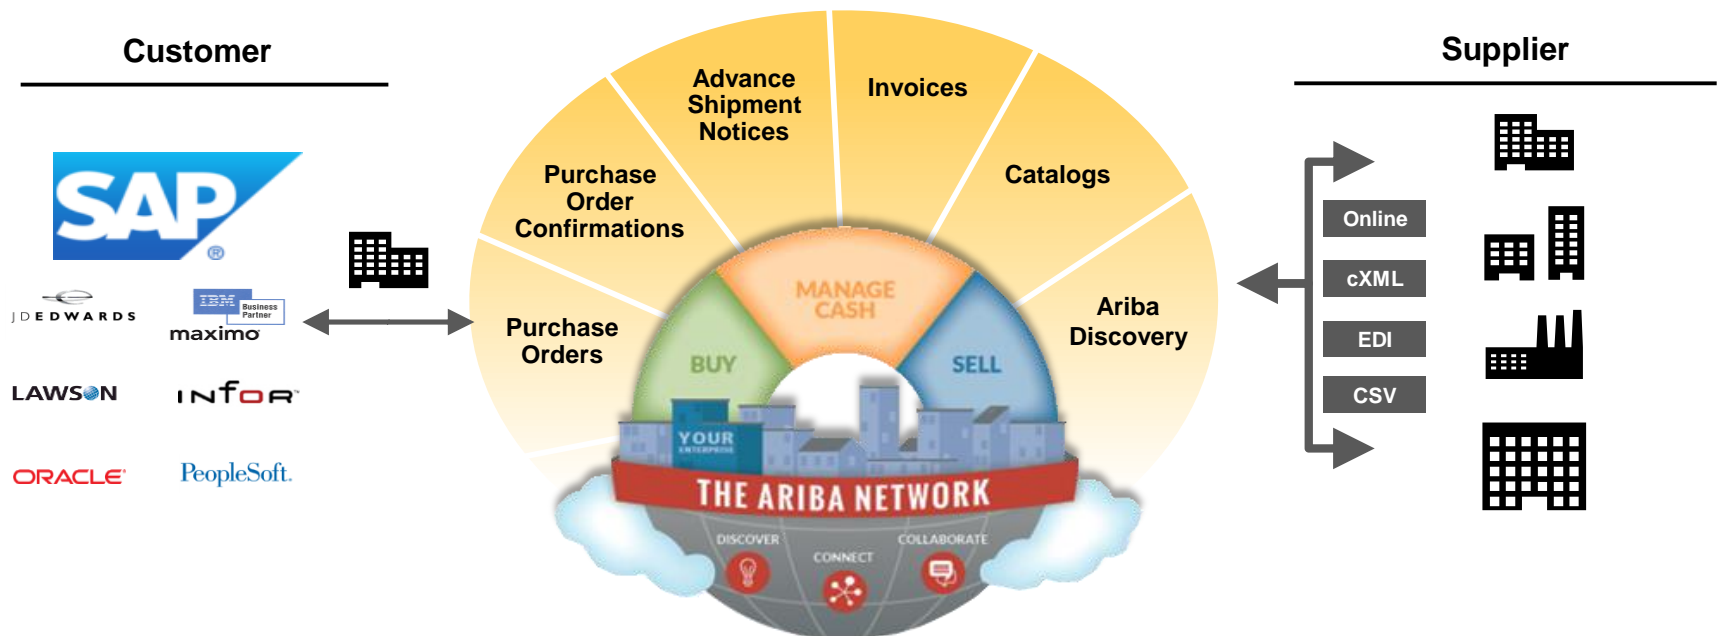 Customer
SAP
®
JDEDWARDS
IBM Business
Partner
maximo
LAWSON
INFOR™
ORACLE®
PeopleSoft.
Purchase
Orders
Purchase
Order
Confirmations
Advance
Shipment
Notices
Invoices
Catalogs
Ariba
Discovery
BUY
MANAGE
CASH
SELL
YOUR
ENTERPRISE
THE ARIBA NETWORK
DISCOVER
CONNECT
COLLABORATE
Supplier
Online
cXML
EDI
CSV